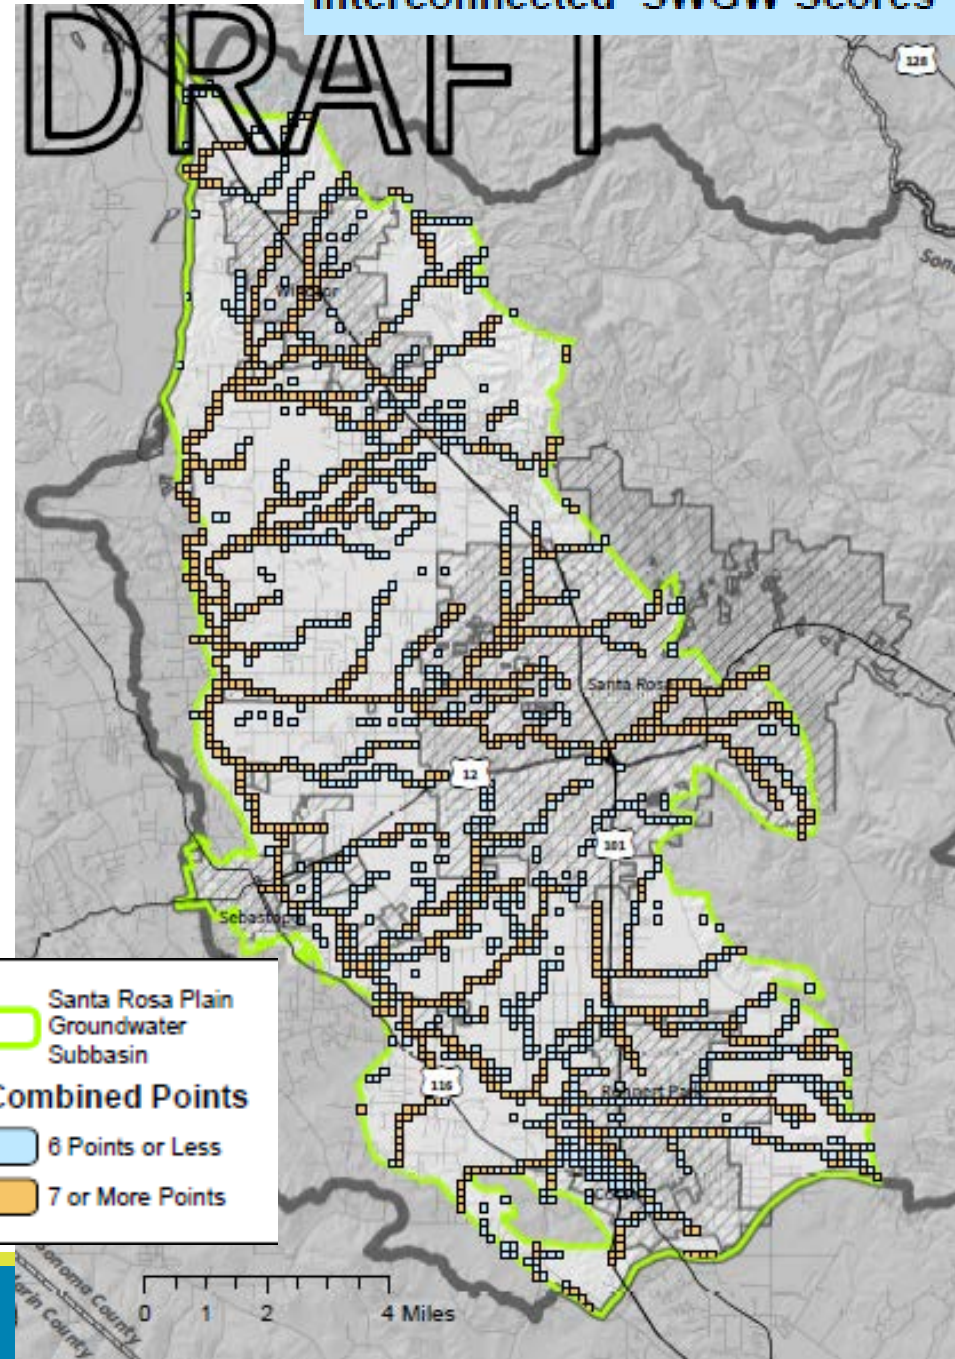 Interconnected SWGW Scores
DRAFT
128
Windsor
Santa Rosa
12
101
Sebastopol
Santa Rosa Plain
Groundwater
Subbasin
Combined Points
6 Points or Less
7 or More Points
116
Rohnert Park
Cotati
Sonoma County
Marin County
0 1 2 4 Miles